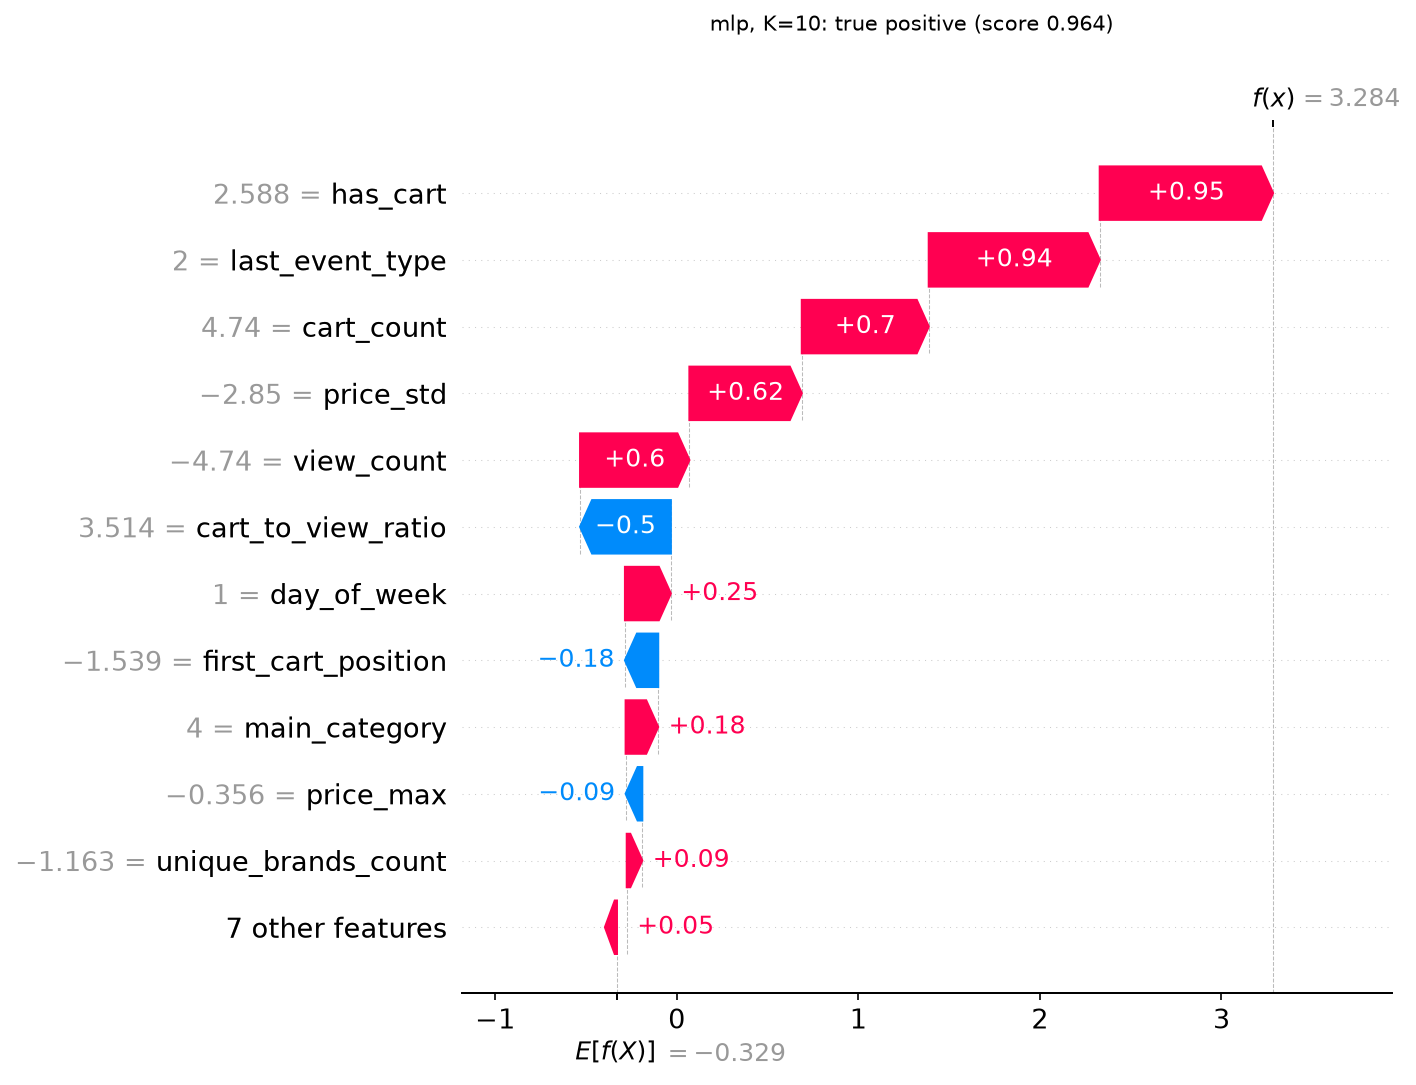 mlp, K=10: true positive (score 0.964)
f(x) = 3.284
2.588 = has_cart +0.95
2 = last_event_type +0.94
4.74 = cart_count +0.7
−2.85 = price_std +0.62
−4.74 = view_count +0.6
3.514 = cart_to_view_ratio −0.5
1 = day_of_week +0.25
−1.539 = first_cart_position −0.18
4 = main_category +0.18
−0.356 = price_max −0.09
−1.163 = unique_brands_count +0.09
7 other features +0.05
−1 0 1 2 3
E[f(X)] = −0.329